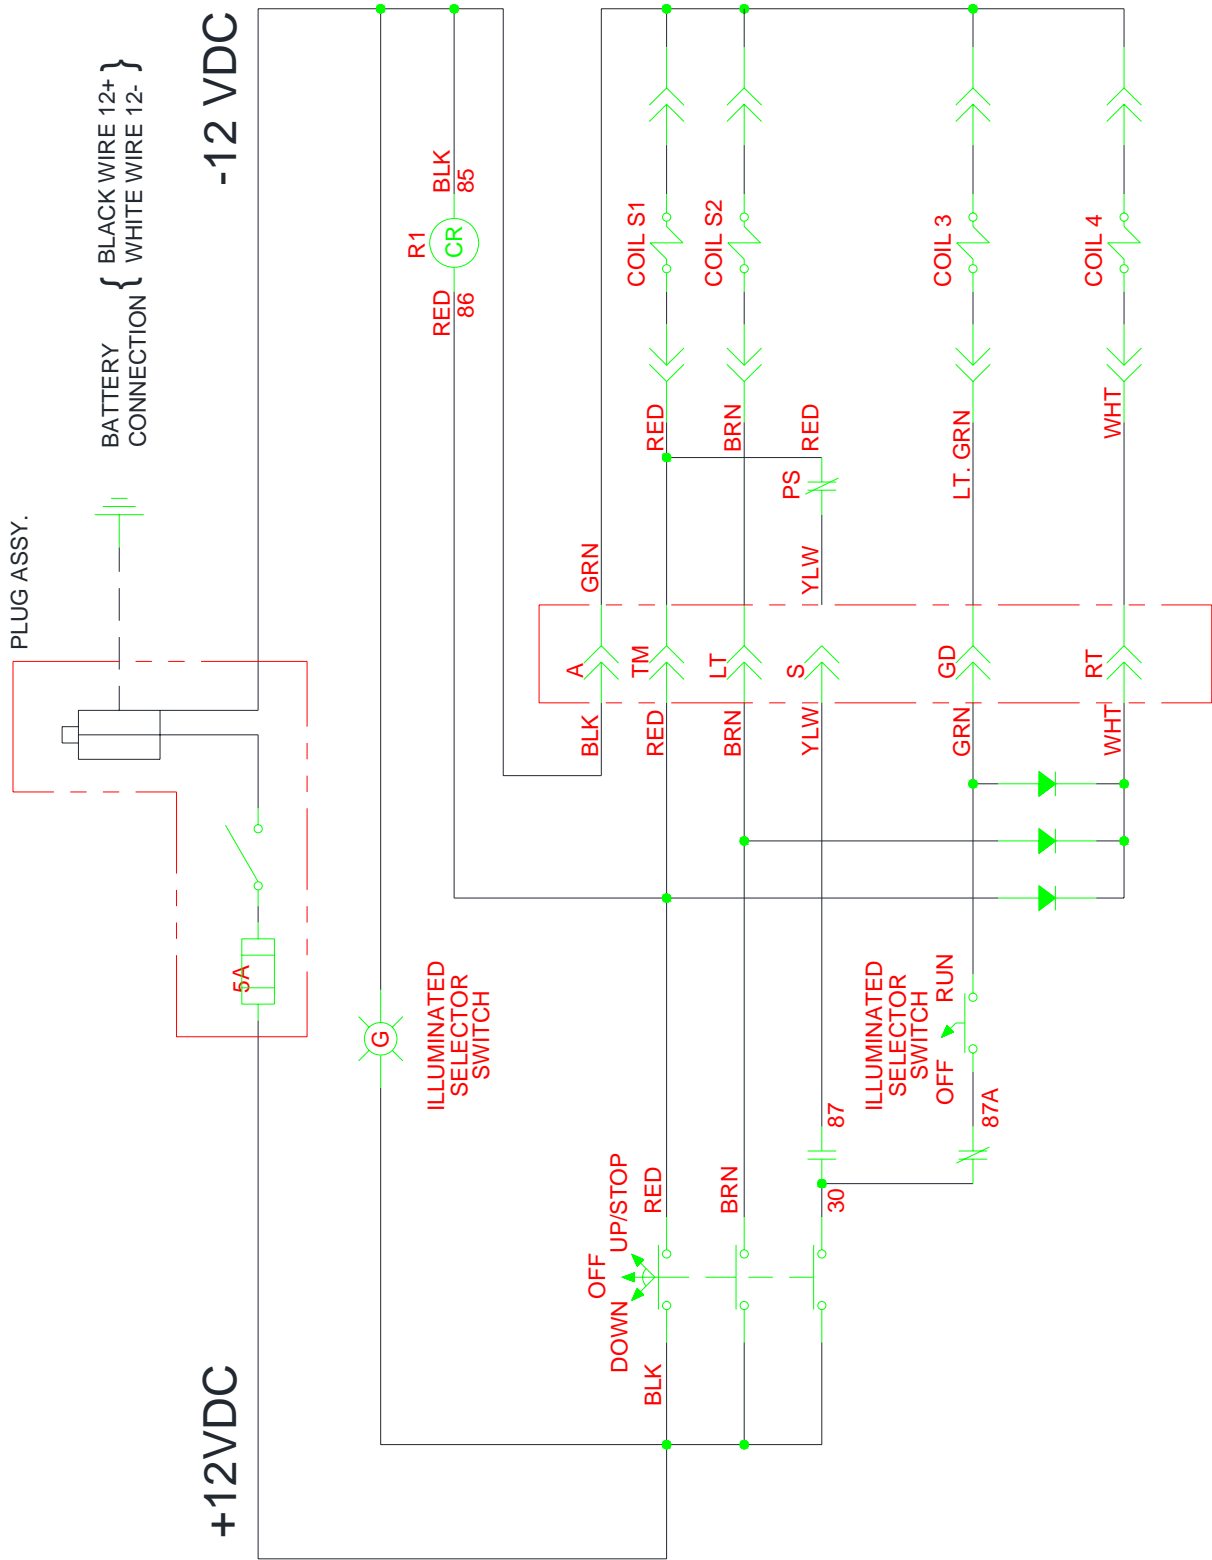 PLUG ASSY.
BATTERY
CONNECTION
{ BLACK WIRE 12+ }
{ WHITE WIRE 12- }
+12VDC
-12 VDC
5A
G
ILLUMINATED
SELECTOR
SWITCH
R1
RED
86
CR
BLK
85
DOWN
OFF
UP/STOP
BLK
RED
BRN
30
87
87A
ILLUMINATED
SELECTOR
SWITCH
OFF
RUN
BLK
A
GRN
RED
TM
RED
COIL S1
BRN
LT
BRN
COIL S2
YLW
S
YLW
PS
RED
GRN
GD
LT. GRN
COIL 3
WHT
RT
WHT
COIL 4